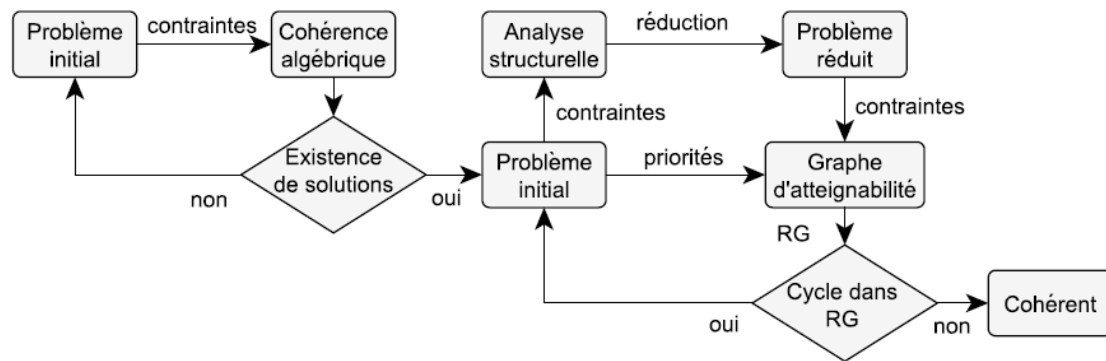 Problème
initial
contraintes
Cohérence
algébrique
Existence
de solutions
non
oui
Analyse
structurelle
réduction
Problème
réduit
contraintes
contraintes
Problème
initial
priorités
Graphe
d'atteignabilité
RG
Cycle dans
RG
oui
non
Cohérent